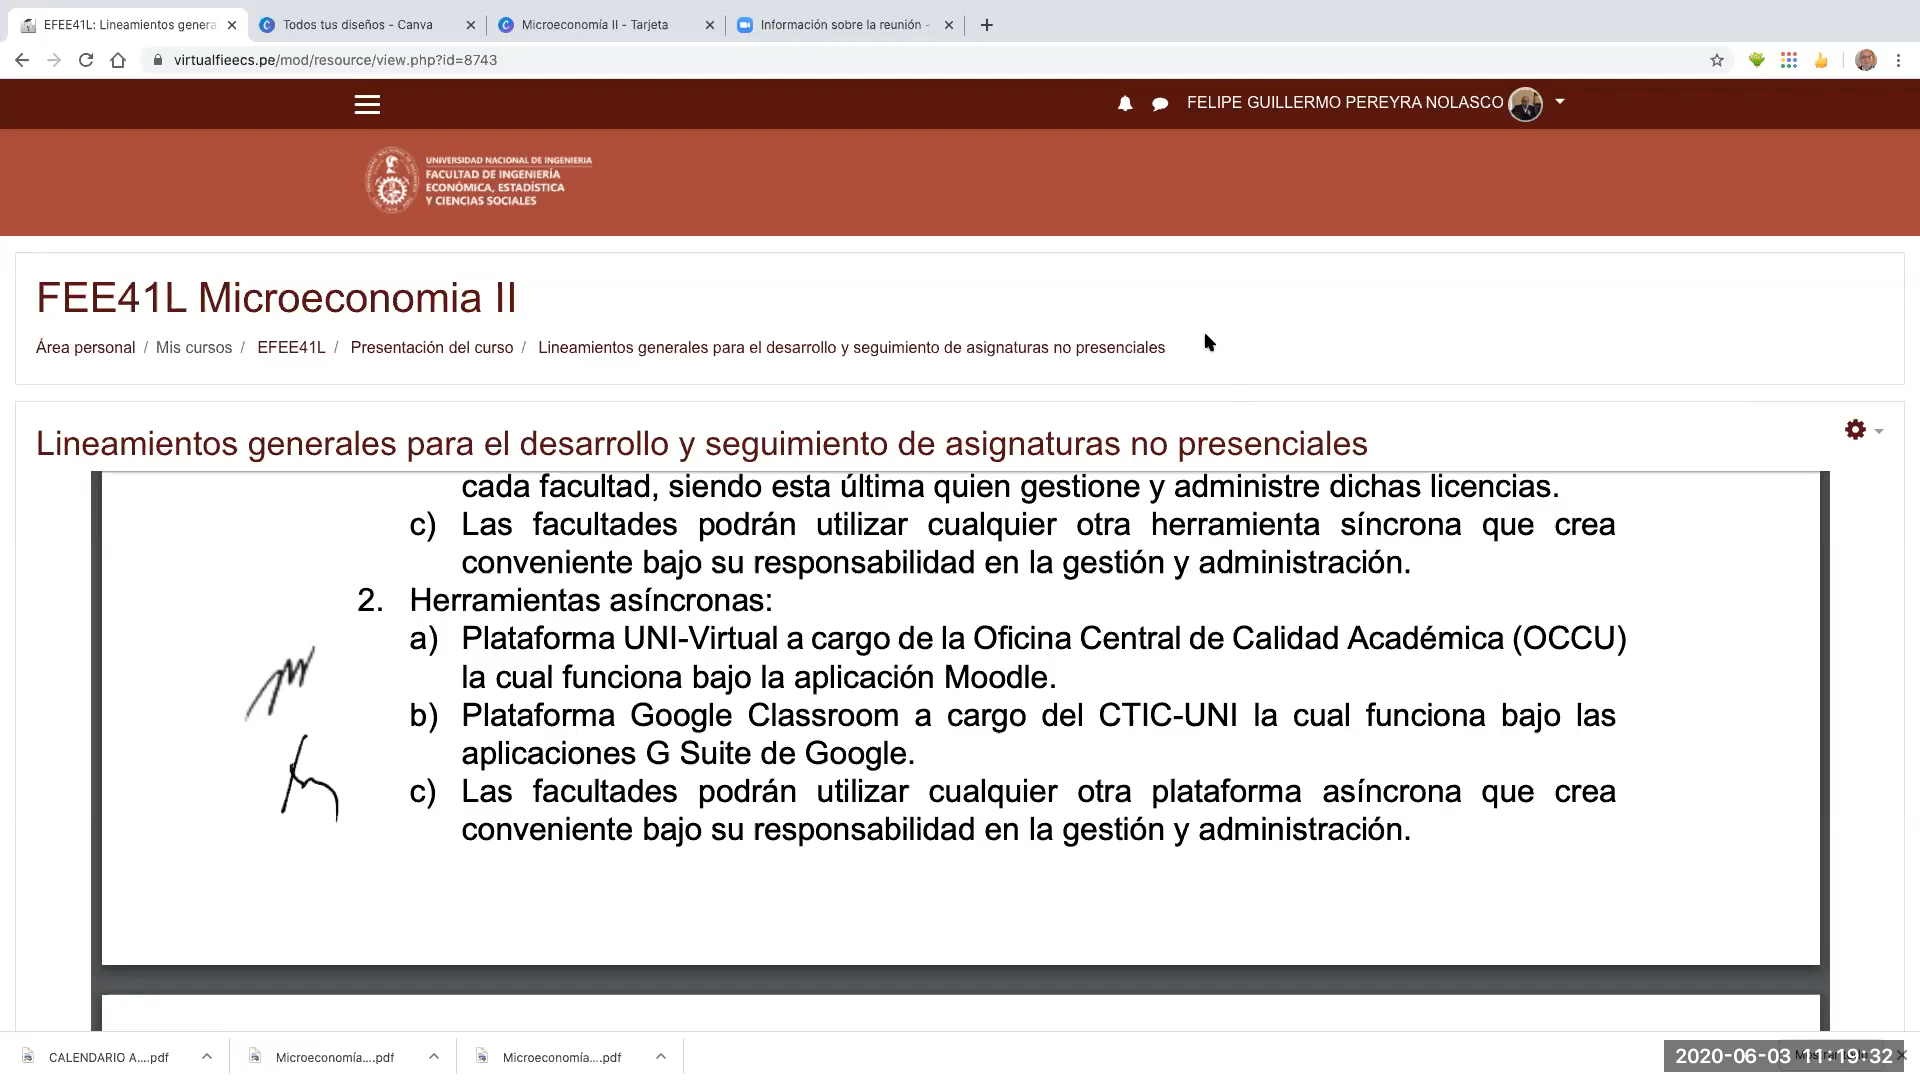 EFEE41L: Lineamientos genera
Todos tus diseños - Canva
Microeconomía II - Tarjeta
Información sobre la reunión -
virtualfieecs.pe/mod/resource/view.php?id=8743
FELIPE GUILLERMO PEREYRA NOLASCO
UNIVERSIDAD NACIONAL DE INGENIERIA
FACULTAD DE INGENIERÍA
ECONÓMICA, ESTADÍSTICA
Y CIENCIAS SOCIALES
FEE41L Microeconomia II
Área personal / Mis cursos / EFEE41L / Presentación del curso / Lineamientos generales para el desarrollo y seguimiento de asignaturas no presenciales
Lineamientos generales para el desarrollo y seguimiento de asignaturas no presenciales
cada facultad, siendo esta última quien gestione y administre dichas licencias.
c) Las facultades podrán utilizar cualquier otra herramienta síncrona que crea
conveniente bajo su responsabilidad en la gestión y administración.
2. Herramientas asíncronas:
a) Plataforma UNI-Virtual a cargo de la Oficina Central de Calidad Académica (OCCU)
la cual funciona bajo la aplicación Moodle.
b) Plataforma Google Classroom a cargo del CTIC-UNI la cual funciona bajo las
aplicaciones G Suite de Google.
c) Las facultades podrán utilizar cualquier otra plataforma asíncrona que crea
conveniente bajo su responsabilidad en la gestión y administración.
CALENDARIO A....pdf
Microeconomía....pdf
Microeconomía....pdf
2020-06-03 11:19:32